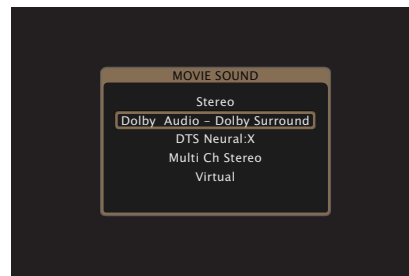 MOVIE SOUND
Stereo
Dolby Audio – Dolby Surround
DTS Neural:X
Multi Ch Stereo
Virtual